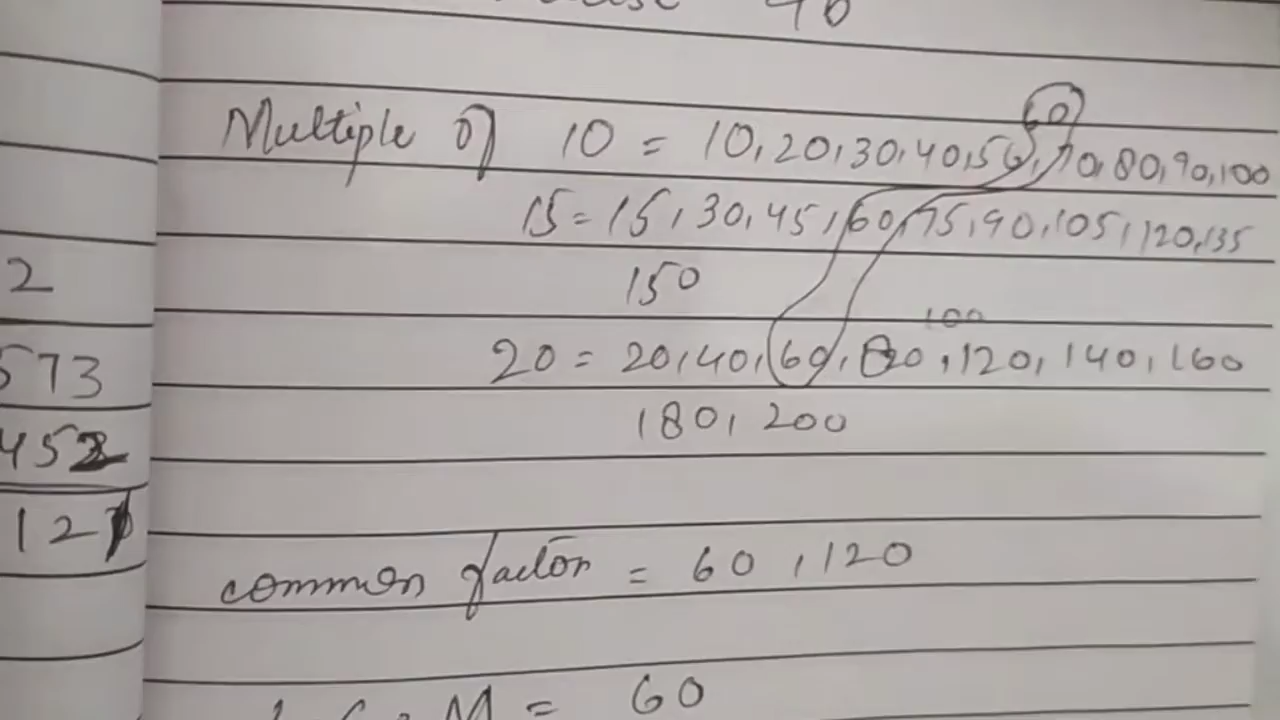 40
60
Multiple of 10 = 10,20,30,40,50,70,80,90,100
15 = 15,30,45,60,75,90,105,120,135
150
100
20 = 20,40,60,80,120,140,160
180,200
common factor = 60,120
L.C.M = 60
2
573
452
121